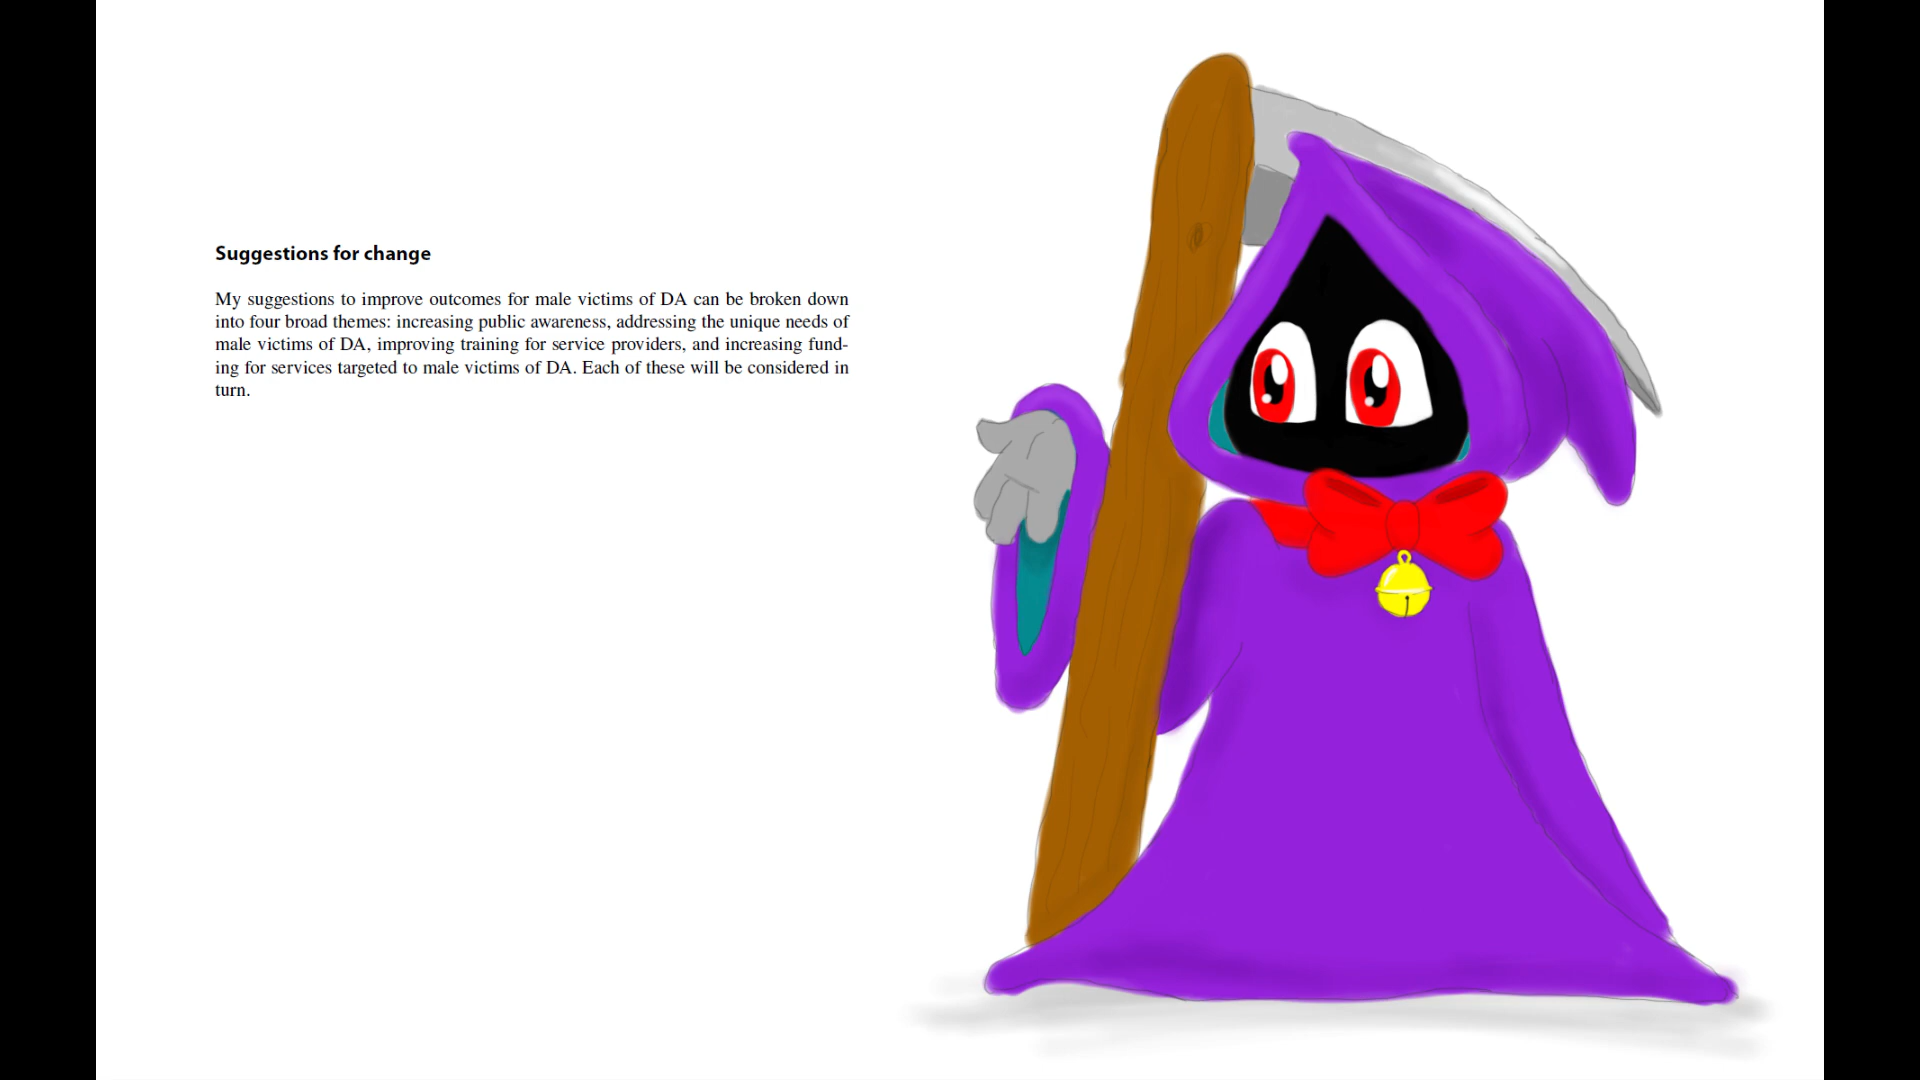 Suggestions for change
My suggestions to improve outcomes for male victims of DA can be broken down
into four broad themes: increasing public awareness, addressing the unique needs of
male victims of DA, improving training for service providers, and increasing fund-
ing for services targeted to male victims of DA. Each of these will be considered in
turn.